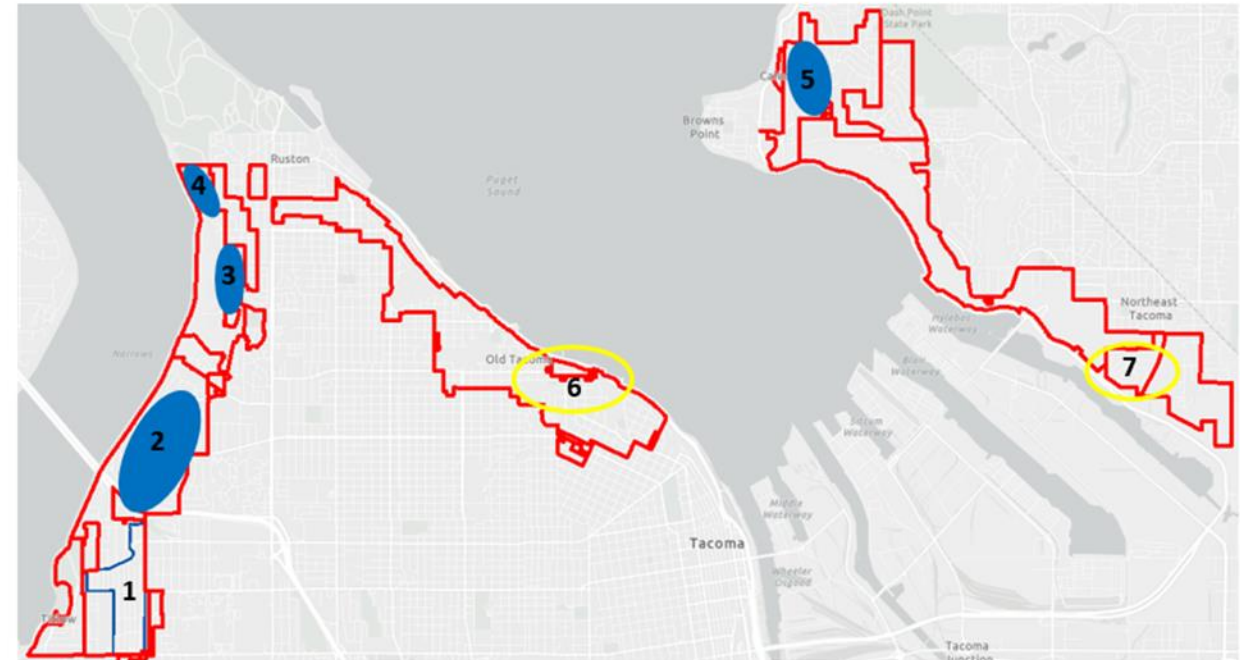 Dash Point
State Park
5
Browns
Point
Ruston
4
Puget
Sound
3
Northeast
Tacoma
Hylebos
Waterway
Blair
Waterway
Old Tacoma
6
7
Narrows
2
Sitcum
Waterway
Middle
Waterway
Tacoma
Wheeler
Osgood
1
Tacoma
Junction